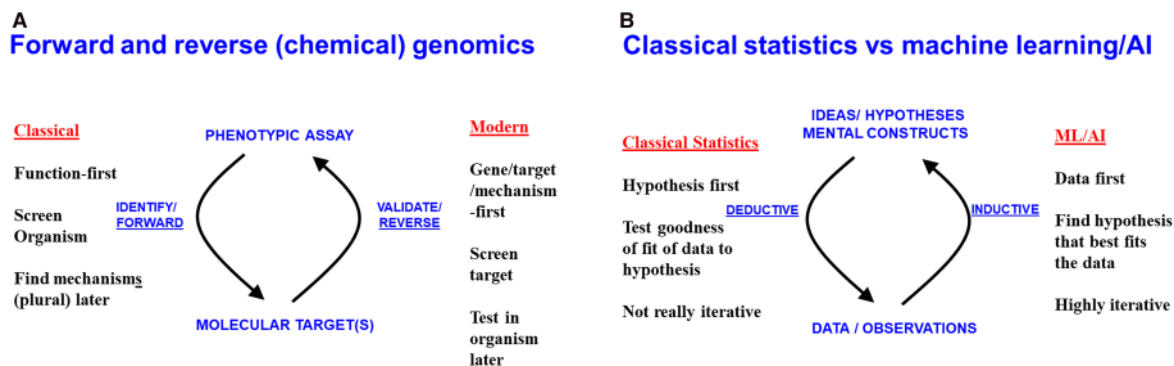 A
Forward and reverse (chemical) genomics
Classical
Function-first
Screen
Organism
Find mechanisms
(plural) later
PHENOTYPIC ASSAY
IDENTIFY/
FORWARD
VALIDATE/
REVERSE
MOLECULAR TARGET(S)
Modern
Gene/target
/mechanism
-first
Screen
target
Test in
organism
later
B
Classical statistics vs machine learning/AI
Classical Statistics
Hypothesis first
Test goodness
of fit of data to
hypothesis
Not really iterative
IDEAS/ HYPOTHESES
MENTAL CONSTRUCTS
DEDUCTIVE
INDUCTIVE
DATA / OBSERVATIONS
ML/AI
Data first
Find hypothesis
that best fits
the data
Highly iterative